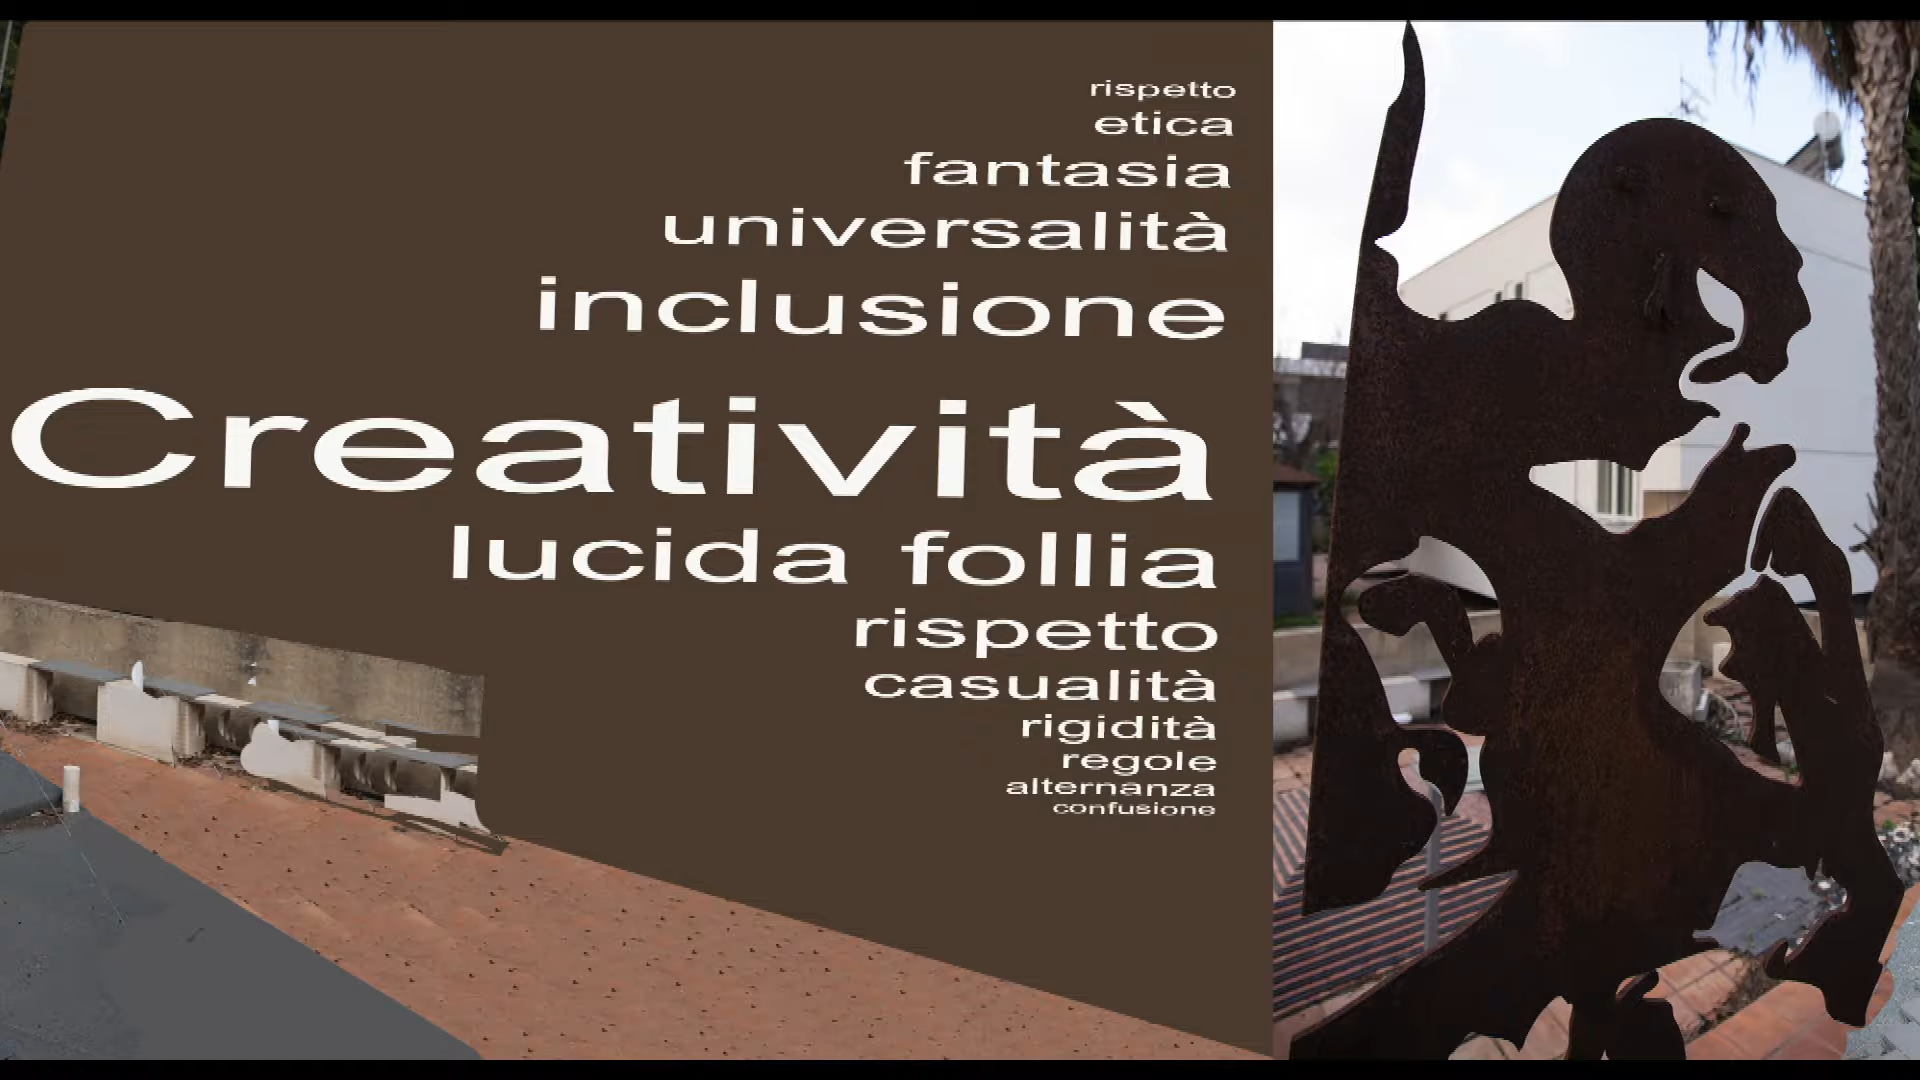 rispetto
etica
fantasia
universalità
inclusione
Creatività
lucida follia
rispetto
casualità
rigidità
regole
alternanza
confusione